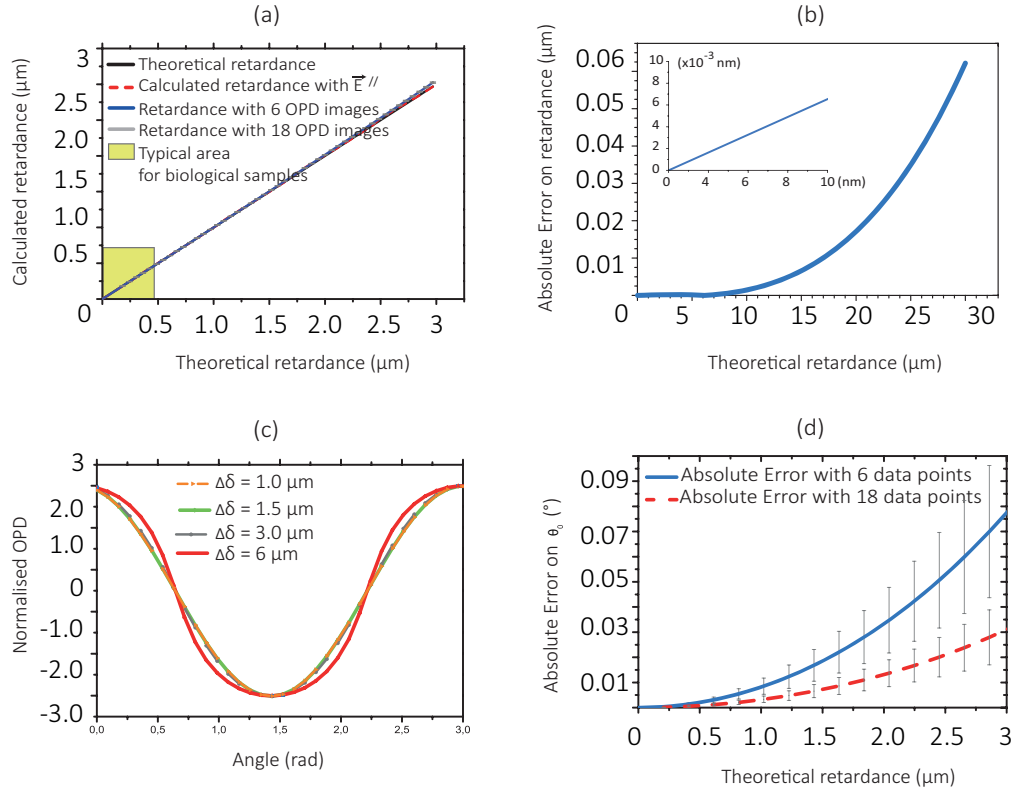 (a)
Calculated retardance (μm)
3
2.5
2.0
1.5
1.0
0.5
0
Theoretical retardance
Calculated retardance with E⃗ //
Retardance with 6 OPD images
Retardance with 18 OPD images
Typical area
for biological samples
0.5 1.0 1.5 2.0 2.5 3
Theoretical retardance (μm)
(b)
Absolute Error on retardance (μm)
0.06
0.06
0.04
0.02
0.01
10
8
6
4
2
0
(x10⁻³ nm)
0 4 6 8 10 (nm)
0 5 10 15 20 25 30
Theoretical retardance (μm)
(c)
Normalised OPD
3
2.0
1.0
0
-1.0
-2.0
-3.0
Δδ = 1.0 μm
Δδ = 1.5 μm
Δδ = 3.0 μm
Δδ = 6 μm
0,0 0,5 1,0 1,5 2,0 2,5 3,0
Angle (rad)
(d)
Absolute Error on θ₀ (°)
0.09
0.07
0.05
0.03
0.01
Absolute Error with 6 data points
Absolute Error with 18 data points
0 0.5 1.0 1.5 2.0 2.5 3
Theoretical retardance (μm)